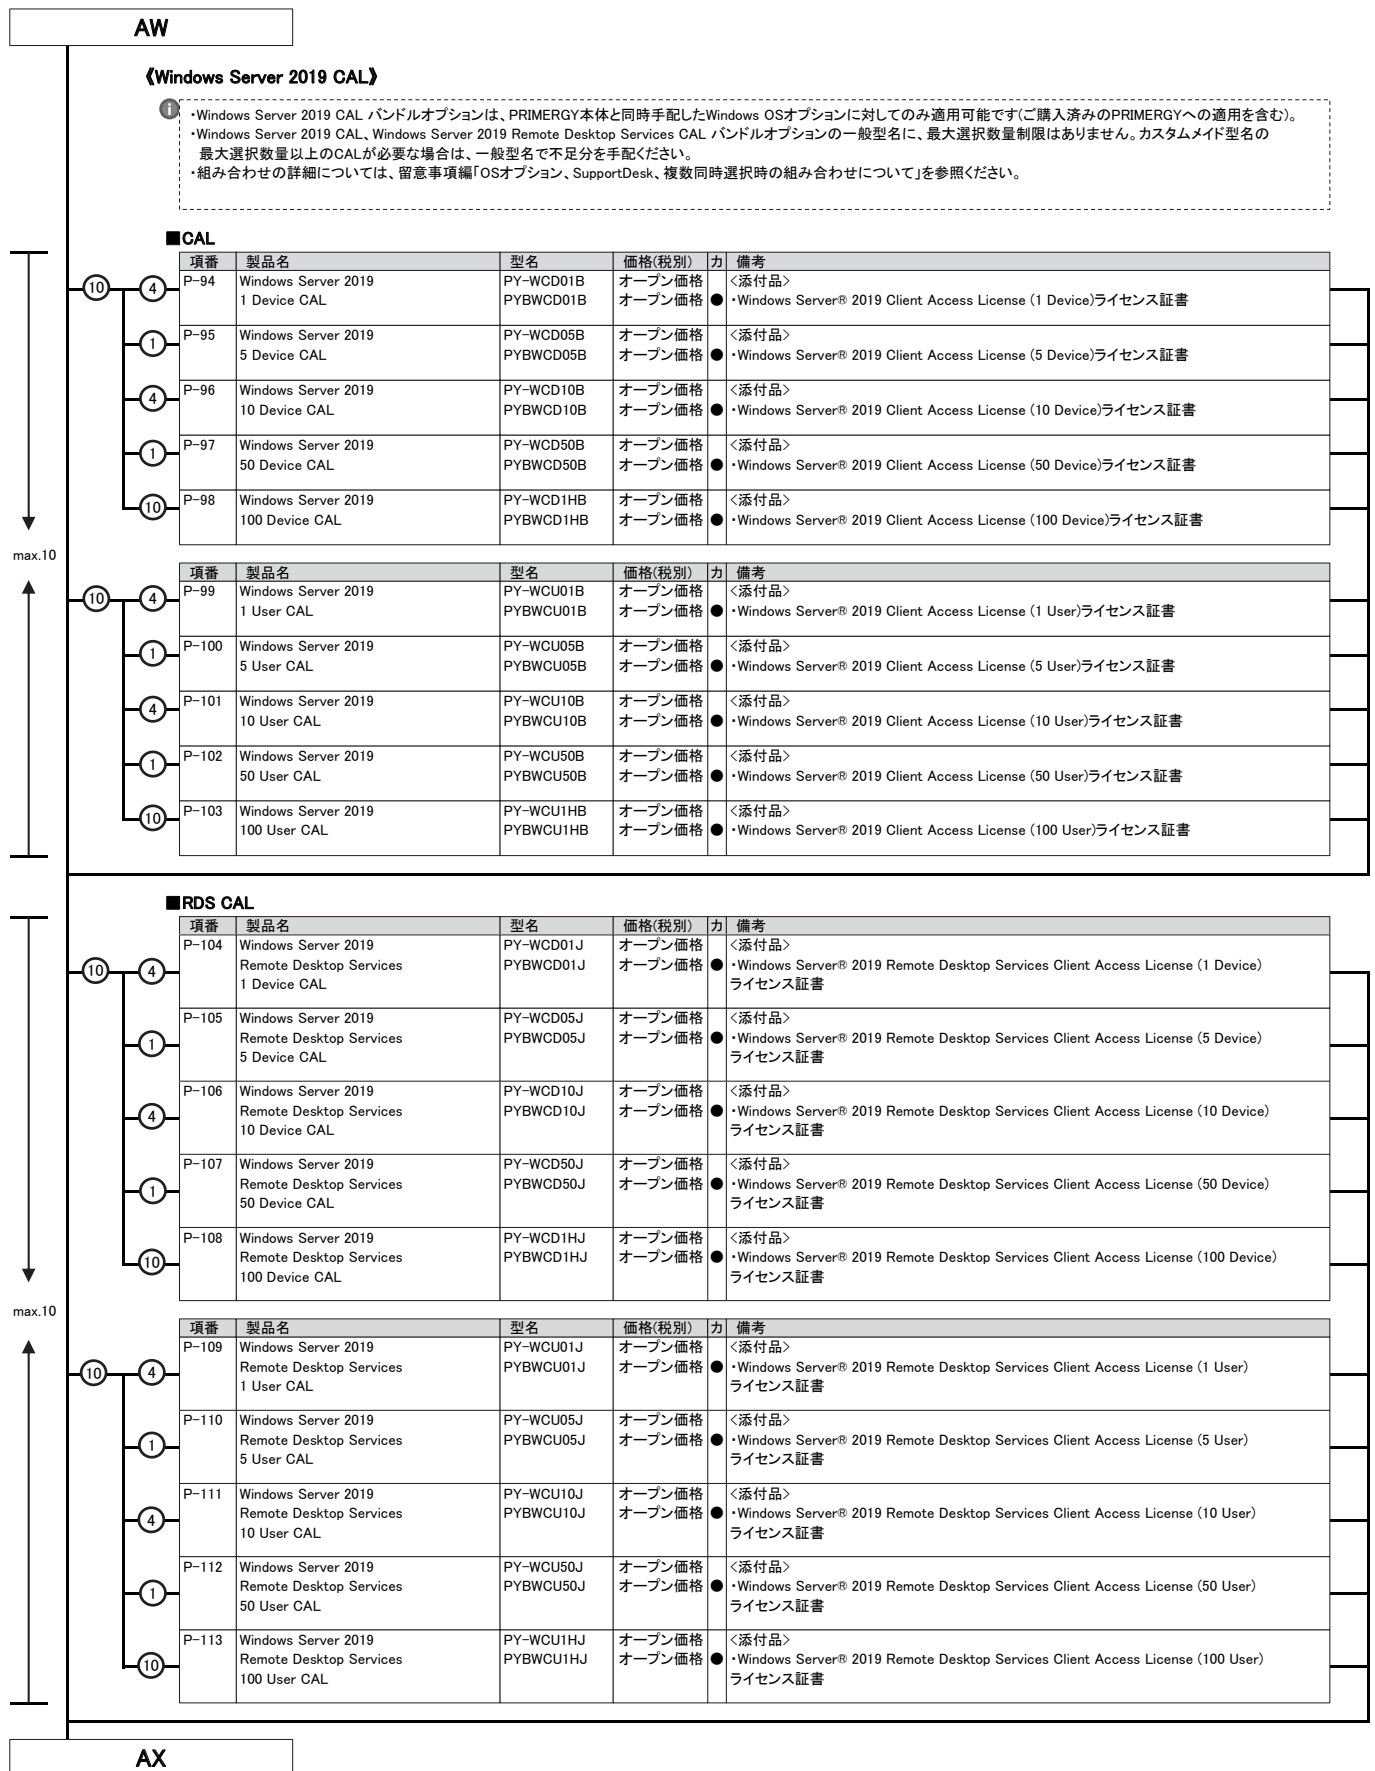 AW
《Windows Server 2019 CAL》
・Windows Server 2019 CAL バンドルオプションは、PRIMERGY本体と同時手配したWindows OSオプションに対してのみ適用可能です(ご購入済みのPRIMERGYへの適用を含む)。
・Windows Server 2019 CAL、Windows Server 2019 Remote Desktop Services CAL バンドルオプションの一般型名に、最大選択数量制限はありません。カスタムメイド型名の
最大選択数量以上のCALが必要な場合は、一般型名で不足分を手配ください。
・組み合わせの詳細については、留意事項編「OSオプション、SupportDesk、複数同時選択時の組み合わせについて」を参照ください。
■CAL
項番 製品名 型名 価格(税別) カ 備考
P-94 Windows Server 2019 PY-WCD01B オープン価格 <添付品>
10 4 1 Device CAL PYBWCD01B オープン価格 ● ・Windows Server® 2019 Client Access License (1 Device)ライセンス証書
P-95 Windows Server 2019 PY-WCD05B オープン価格 <添付品>
1 5 Device CAL PYBWCD05B オープン価格 ● ・Windows Server® 2019 Client Access License (5 Device)ライセンス証書
P-96 Windows Server 2019 PY-WCD10B オープン価格 <添付品>
4 10 Device CAL PYBWCD10B オープン価格 ● ・Windows Server® 2019 Client Access License (10 Device)ライセンス証書
P-97 Windows Server 2019 PY-WCD50B オープン価格 <添付品>
1 50 Device CAL PYBWCD50B オープン価格 ● ・Windows Server® 2019 Client Access License (50 Device)ライセンス証書
P-98 Windows Server 2019 PY-WCD1HB オープン価格 <添付品>
10 100 Device CAL PYBWCD1HB オープン価格 ● ・Windows Server® 2019 Client Access License (100 Device)ライセンス証書
max.10
項番 製品名 型名 価格(税別) カ 備考
P-99 Windows Server 2019 PY-WCU01B オープン価格 <添付品>
10 4 1 User CAL PYBWCU01B オープン価格 ● ・Windows Server® 2019 Client Access License (1 User)ライセンス証書
P-100 Windows Server 2019 PY-WCU05B オープン価格 <添付品>
1 5 User CAL PYBWCU05B オープン価格 ● ・Windows Server® 2019 Client Access License (5 User)ライセンス証書
P-101 Windows Server 2019 PY-WCU10B オープン価格 <添付品>
4 10 User CAL PYBWCU10B オープン価格 ● ・Windows Server® 2019 Client Access License (10 User)ライセンス証書
P-102 Windows Server 2019 PY-WCU50B オープン価格 <添付品>
1 50 User CAL PYBWCU50B オープン価格 ● ・Windows Server® 2019 Client Access License (50 User)ライセンス証書
P-103 Windows Server 2019 PY-WCU1HB オープン価格 <添付品>
10 100 User CAL PYBWCU1HB オープン価格 ● ・Windows Server® 2019 Client Access License (100 User)ライセンス証書
■RDS CAL
項番 製品名 型名 価格(税別) カ 備考
P-104 Windows Server 2019 PY-WCD01J オープン価格 <添付品>
10 4 Remote Desktop Services PYBWCD01J オープン価格 ● ・Windows Server® 2019 Remote Desktop Services Client Access License (1 Device)
1 Device CAL ライセンス証書
P-105 Windows Server 2019 PY-WCD05J オープン価格 <添付品>
1 Remote Desktop Services PYBWCD05J オープン価格 ● ・Windows Server® 2019 Remote Desktop Services Client Access License (5 Device)
5 Device CAL ライセンス証書
P-106 Windows Server 2019 PY-WCD10J オープン価格 <添付品>
4 Remote Desktop Services PYBWCD10J オープン価格 ● ・Windows Server® 2019 Remote Desktop Services Client Access License (10 Device)
10 Device CAL ライセンス証書
P-107 Windows Server 2019 PY-WCD50J オープン価格 <添付品>
1 Remote Desktop Services PYBWCD50J オープン価格 ● ・Windows Server® 2019 Remote Desktop Services Client Access License (50 Device)
50 Device CAL ライセンス証書
P-108 Windows Server 2019 PY-WCD1HJ オープン価格 <添付品>
10 Remote Desktop Services PYBWCD1HJ オープン価格 ● ・Windows Server® 2019 Remote Desktop Services Client Access License (100 Device)
100 Device CAL ライセンス証書
max.10
項番 製品名 型名 価格(税別) カ 備考
P-109 Windows Server 2019 PY-WCU01J オープン価格 <添付品>
10 4 Remote Desktop Services PYBWCU01J オープン価格 ● ・Windows Server® 2019 Remote Desktop Services Client Access License (1 User)
1 User CAL ライセンス証書
P-110 Windows Server 2019 PY-WCU05J オープン価格 <添付品>
1 Remote Desktop Services PYBWCU05J オープン価格 ● ・Windows Server® 2019 Remote Desktop Services Client Access License (5 User)
5 User CAL ライセンス証書
P-111 Windows Server 2019 PY-WCU10J オープン価格 <添付品>
4 Remote Desktop Services PYBWCU10J オープン価格 ● ・Windows Server® 2019 Remote Desktop Services Client Access License (10 User)
10 User CAL ライセンス証書
P-112 Windows Server 2019 PY-WCU50J オープン価格 <添付品>
1 Remote Desktop Services PYBWCU50J オープン価格 ● ・Windows Server® 2019 Remote Desktop Services Client Access License (50 User)
50 User CAL ライセンス証書
P-113 Windows Server 2019 PY-WCU1HJ オープン価格 <添付品>
10 Remote Desktop Services PYBWCU1HJ オープン価格 ● ・Windows Server® 2019 Remote Desktop Services Client Access License (100 User)
100 User CAL ライセンス証書
AX